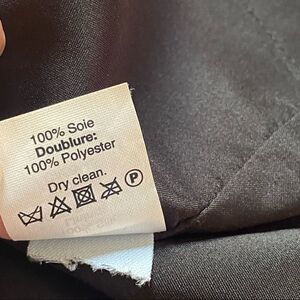 100% Soie
Doublure:
100% Polyester
Dry clean.
P